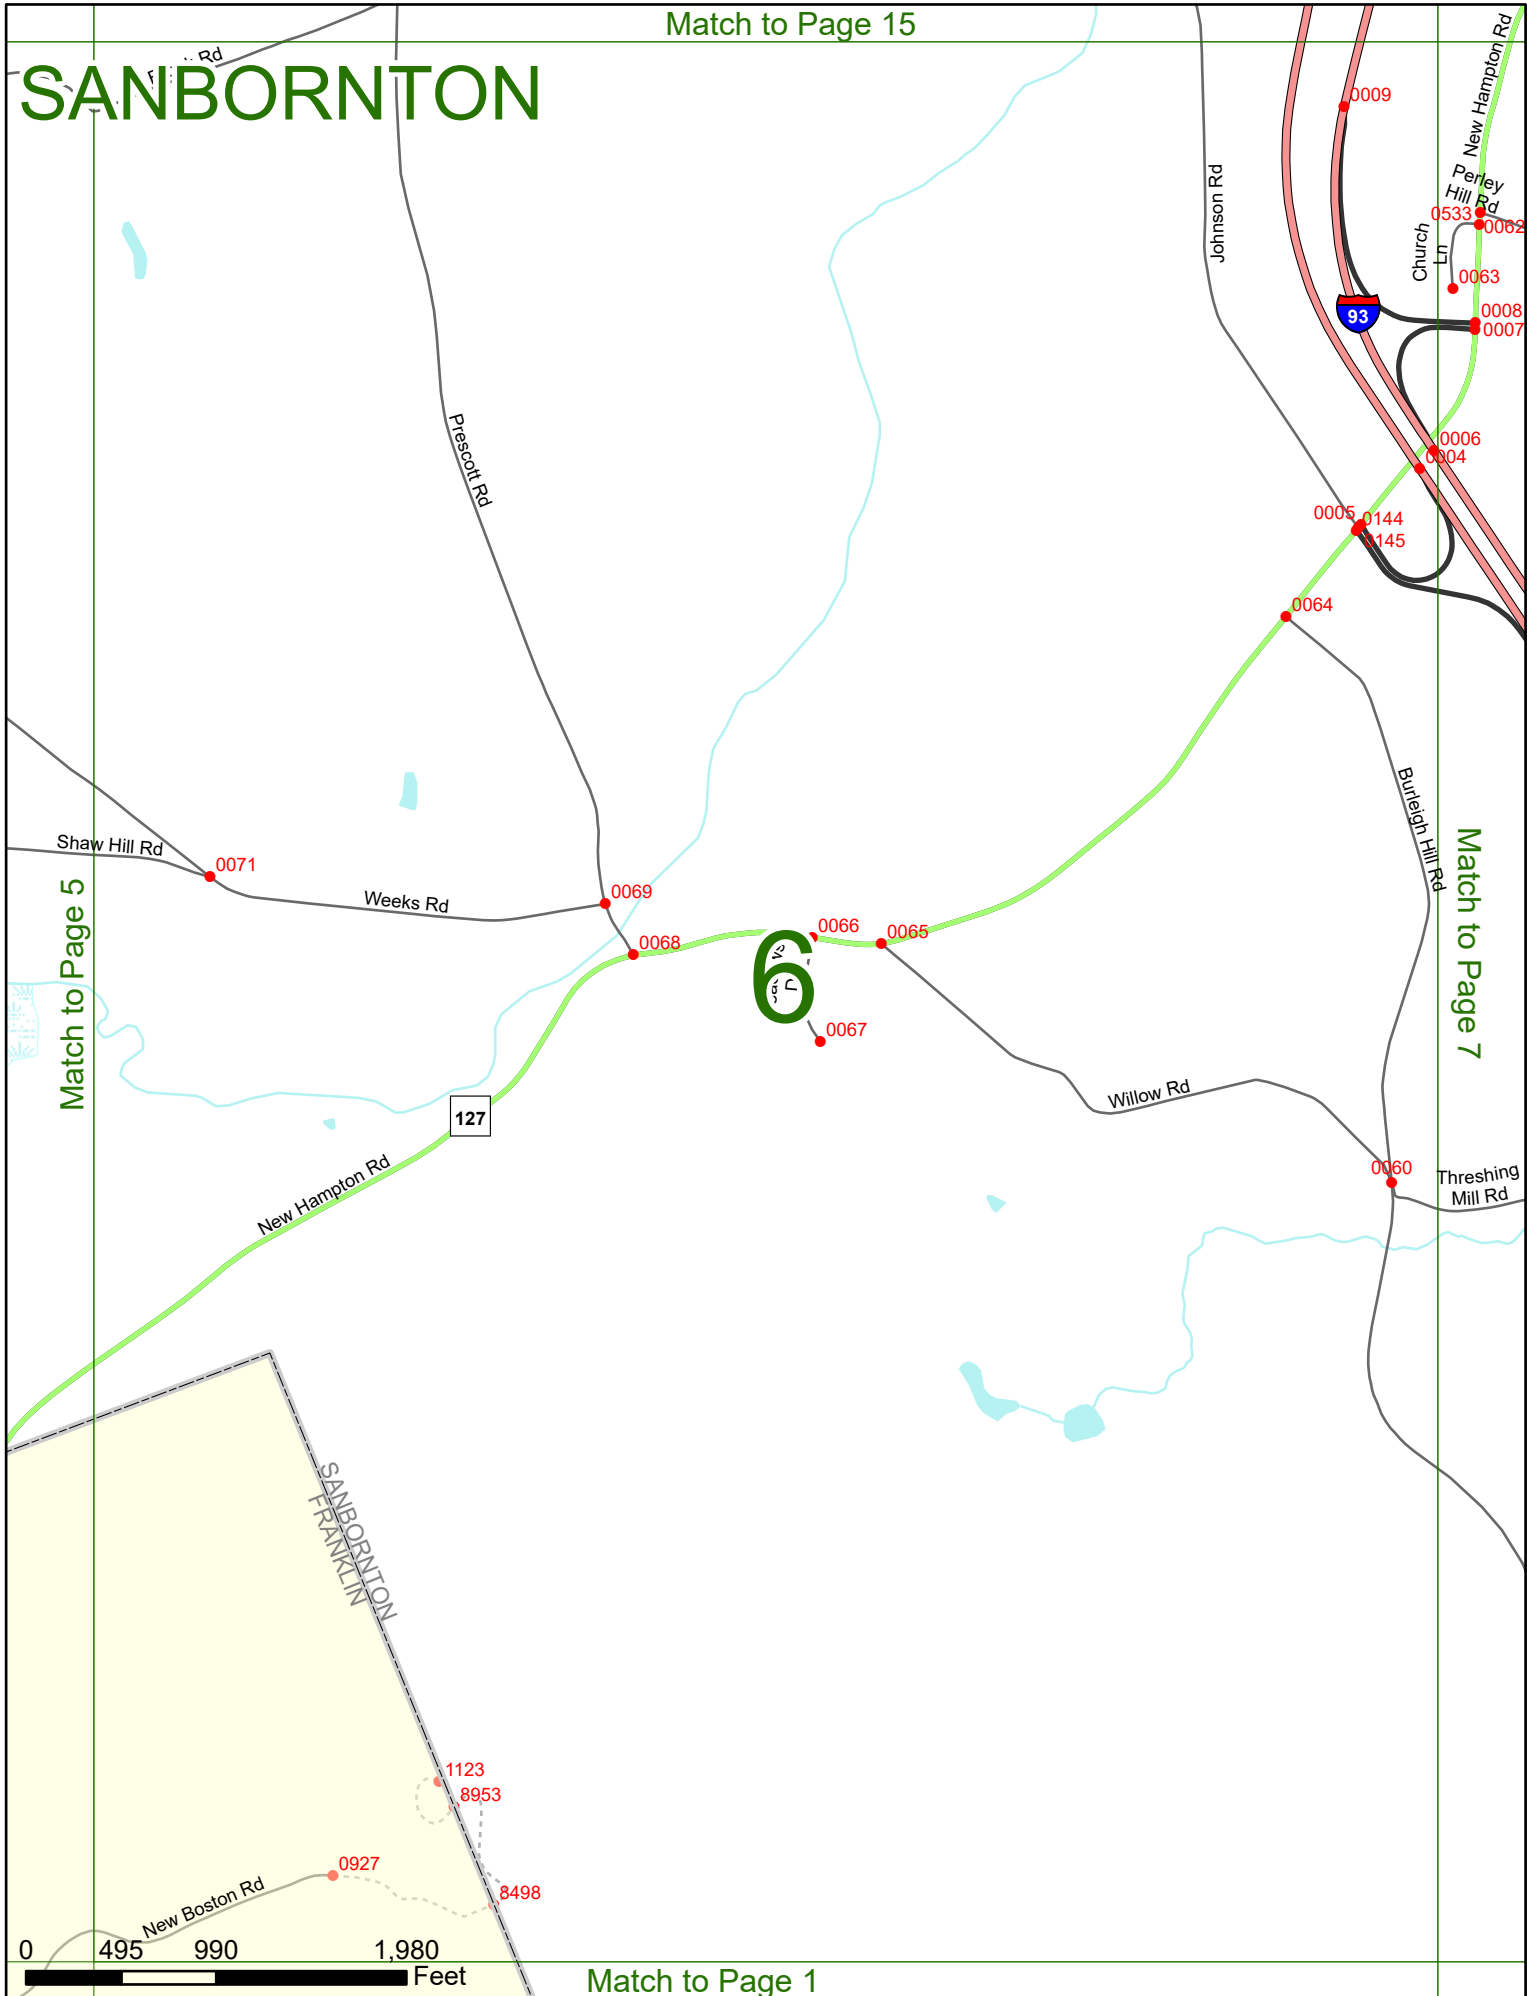 Match to Page 15
SANBORNTON
Rd
New Hampton Rd
0009
Perley
Hill Rd
0533
0062
Church
Ln
0063
Johnson Rd
93
0008
0007
Prescott Rd
0006
0004
0005
0144
0145
0064
Burleigh Hill Rd
Shaw Hill Rd
0071
Weeks Rd
0069
0068
0066
0065
6
0067
Match to Page 5
Match to Page 7
127
New Hampton Rd
Willow Rd
0060
Threshing
Mill Rd
SANBORNTON
FRANKLIN
1123
8953
0927
8498
New Boston Rd
0 495 990 1,980
Feet
Match to Page 1